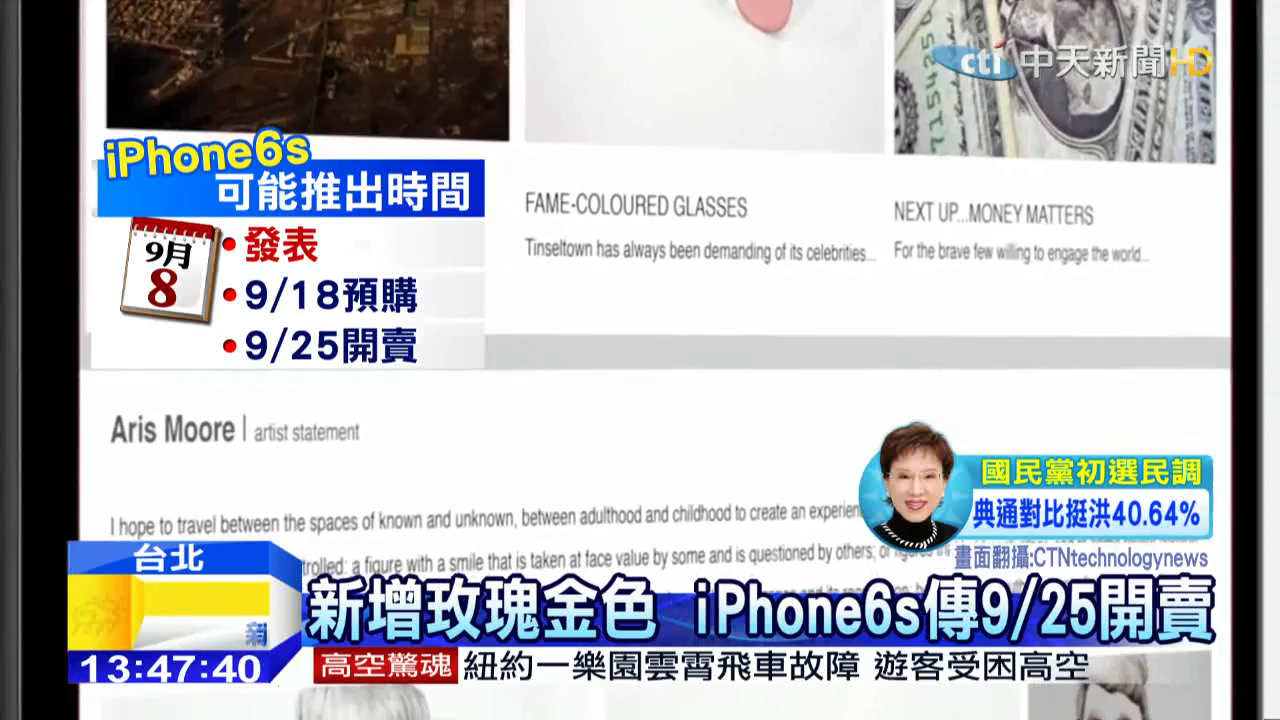 cti 中天新聞HD
iPhone6s
可能推出時間
9月
8
•發表
•9/18預購
•9/25開賣
FAME-COLOURED GLASSES
Tinseltown has always been demanding of its celebrities...
NEXT UP...MONEY MATTERS
For the brave few willing to engage the world...
Aris Moore | artist statement
I hope to travel between the spaces of known and unknown, between adulthood and childhood to create an
trolled: a figure with a smile that is taken at face value by some and is questioned by others;
國民黨初選民調
典通對比挺洪40.64%
畫面翻攝:CTNtechnologynews
台北
新增玫瑰金色 iPhone6s傳9/25開賣
13:47:40
高空驚魂 紐約一樂園雲霄飛車故障 遊客受困高空